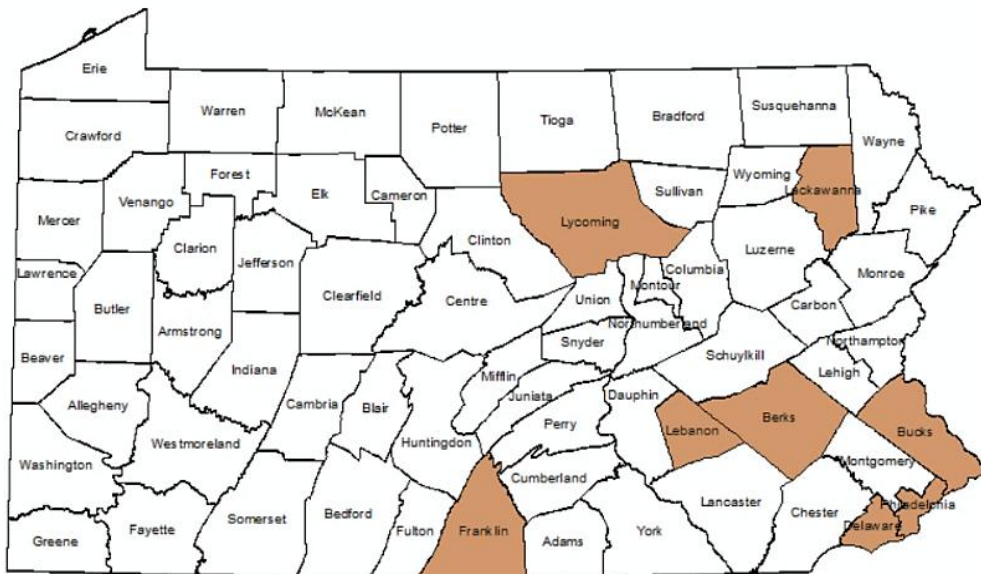 Erie
Warren
McKean
Potter
Tioga
Bradford
Susquehanna
Wayne
Crawford
Forest
Elk
Cameron
Sullivan
Wyoming
Lackawanna
Pike
Mercer
Venango
Clarion
Jefferson
Clinton
Lycoming
Luzerne
Monroe
Lawrence
Butler
Clearfield
Centre
Union
Montour
Columbia
Carbon
Armstrong
Northumberland
Northampton
Beaver
Indiana
Snyder
Schuylkill
Lehigh
Allegheny
Cambria
Blair
Mifflin
Juniata
Dauphin
Berks
Westmoreland
Huntingdon
Perry
Lebanon
Bucks
Washington
Cumberland
Montgomery
Greene
Fayette
Somerset
Bedford
Fulton
Franklin
Adams
York
Lancaster
Chester
Delaware
Philadelphia